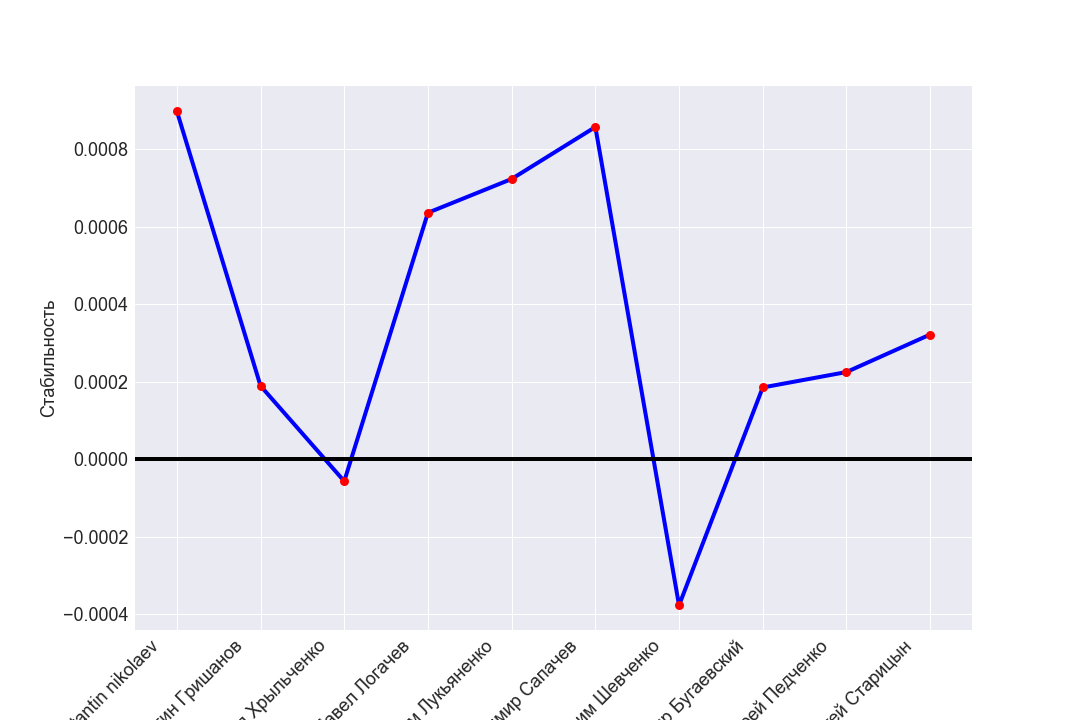 Стабильность
0.0008
0.0006
0.0004
0.0002
0.0000
−0.0002
−0.0004
nikolaev
Гришанов
Хрыльченко
Логачев
Лукьяненко
Сапачев
Шевченко
Бугаевский
Педченко
Старицын